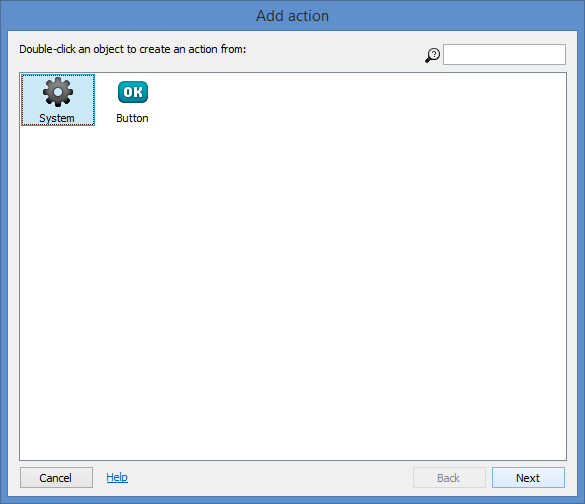 Add action
Double-click an object to create an action from:
OK
System
Button
Cancel
Help
Back
Next